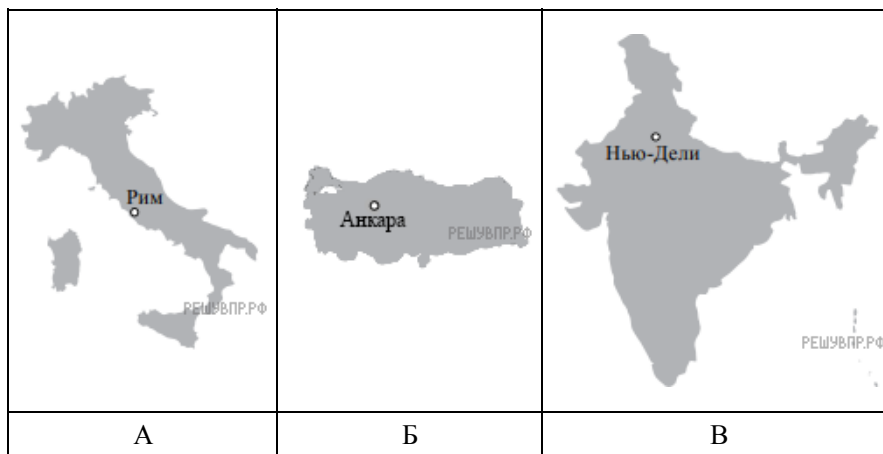 Рим
РЕШУВПР.РФ
Анкара
РЕШУВПР.РФ
Нью-Дели
РЕШУВПР.РФ
А
Б
В